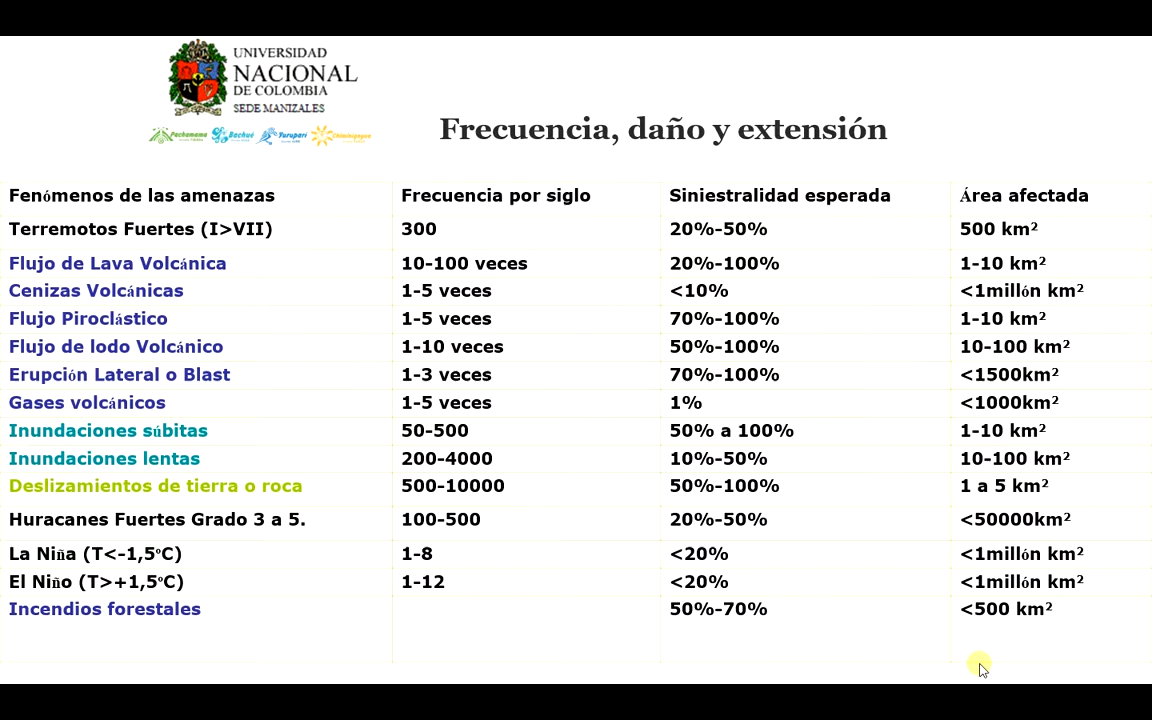 UNIVERSIDAD
NACIONAL
DE COLOMBIA
SEDE MANIZALES
Pachamama Bachué Yurupari Chiminigagua
Frecuencia, daño y extensión
Fenómenos de las amenazas Frecuencia por siglo Siniestralidad esperada Área afectada
Terremotos Fuertes (I>VII) 300 20%-50% 500 km²
Flujo de Lava Volcánica 10-100 veces 20%-100% 1-10 km²
Cenizas Volcánicas 1-5 veces <10% <1millón km²
Flujo Piroclástico 1-5 veces 70%-100% 1-10 km²
Flujo de lodo Volcánico 1-10 veces 50%-100% 10-100 km²
Erupción Lateral o Blast 1-3 veces 70%-100% <1500km²
Gases volcánicos 1-5 veces 1% <1000km²
Inundaciones súbitas 50-500 50% a 100% 1-10 km²
Inundaciones lentas 200-4000 10%-50% 10-100 km²
Deslizamientos de tierra o roca 500-10000 50%-100% 1 a 5 km²
Huracanes Fuertes Grado 3 a 5. 100-500 20%-50% <50000km²
La Niña (T<-1,5ºC) 1-8 <20% <1millón km²
El Niño (T>+1,5ºC) 1-12 <20% <1millón km²
Incendios forestales 50%-70% <500 km²